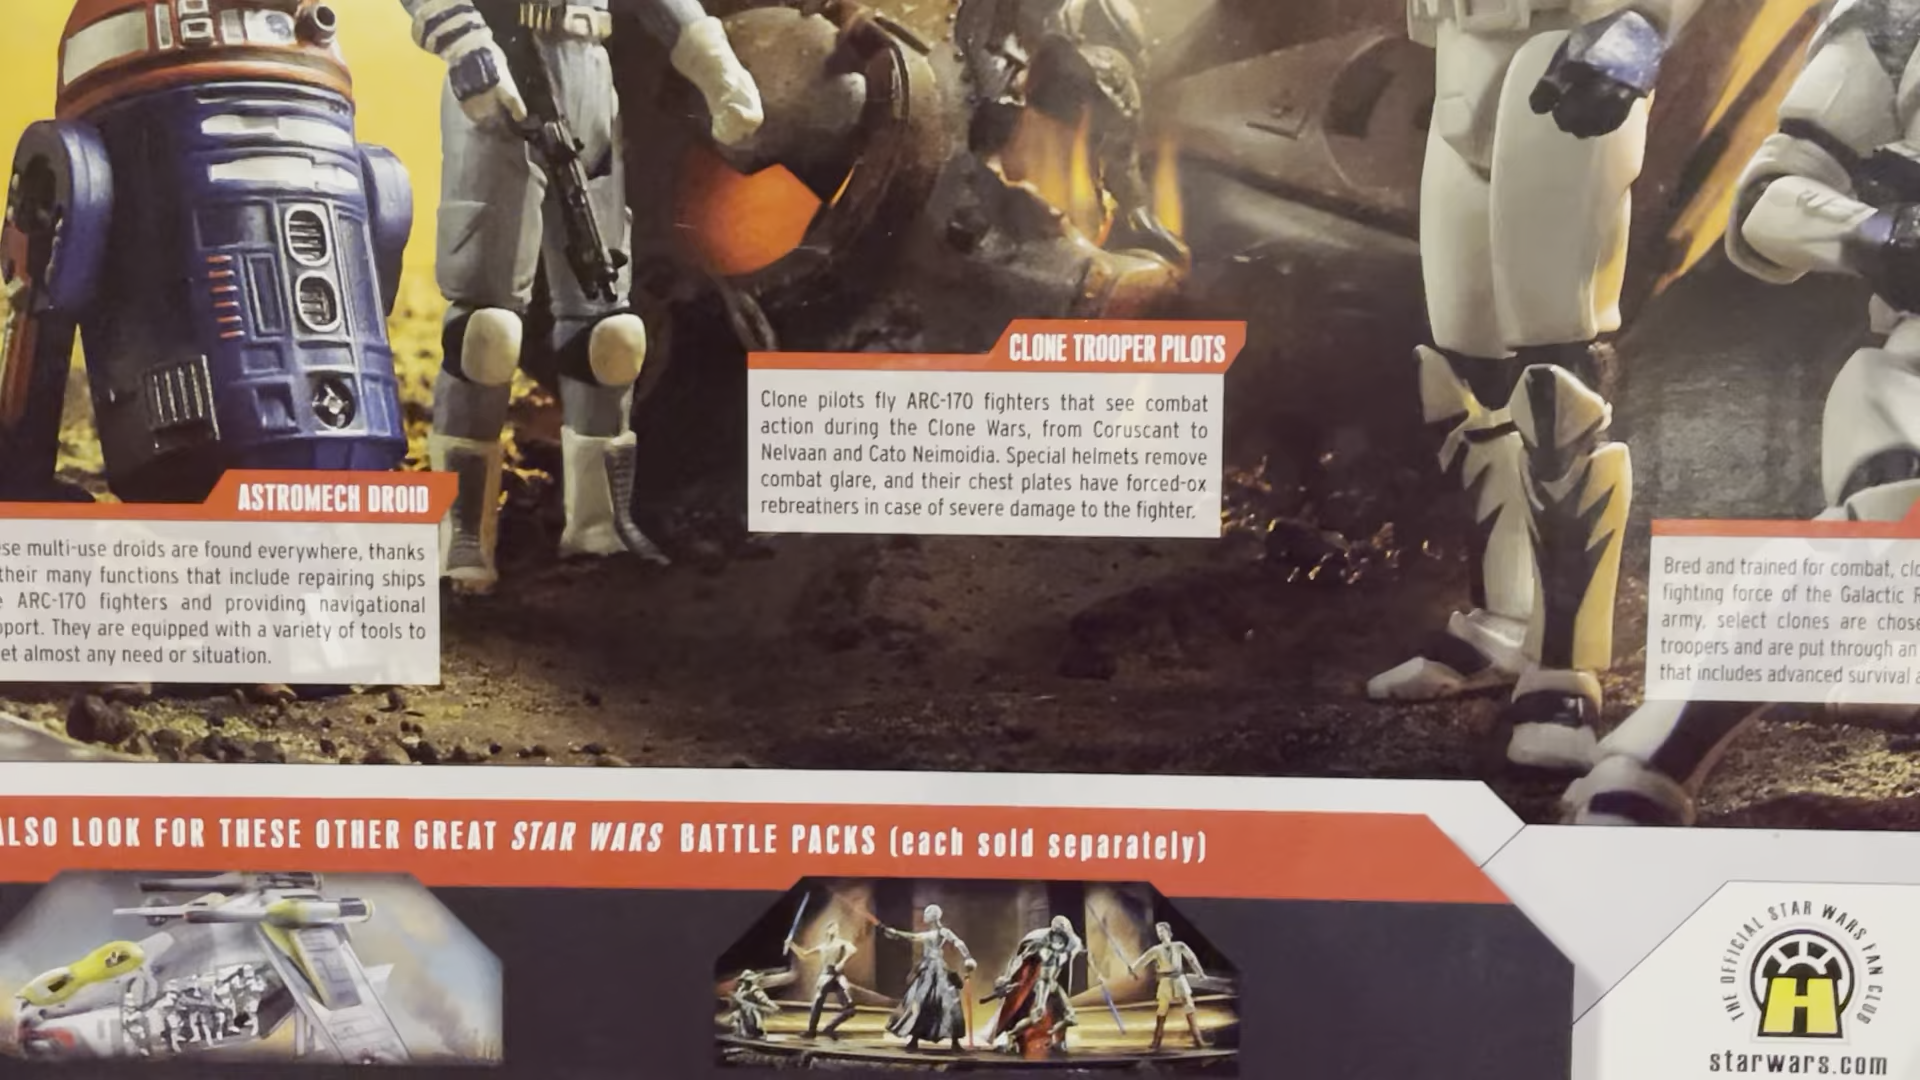 CLONE TROOPER PILOTS
Clone pilots fly ARC-170 fighters that see combat
action during the Clone Wars, from Coruscant to
Nelvaan and Cato Neimoidia. Special helmets remove
combat glare, and their chest plates have forced-ox
rebreathers in case of severe damage to the fighter.
ASTROMECH DROID
se multi-use droids are found everywhere, thanks
their many functions that include repairing ships
ARC-170 fighters and providing navigational
port. They are equipped with a variety of tools to
et almost any need or situation.
Bred and trained for combat, clo
fighting force of the Galactic R
army, select clones are chose
troopers and are put through an
that includes advanced survival a
ALSO LOOK FOR THESE OTHER GREAT STAR WARS BATTLE PACKS (each sold separately)
THE OFFICIAL STAR WARS FAN CLUB
H
starwars.com